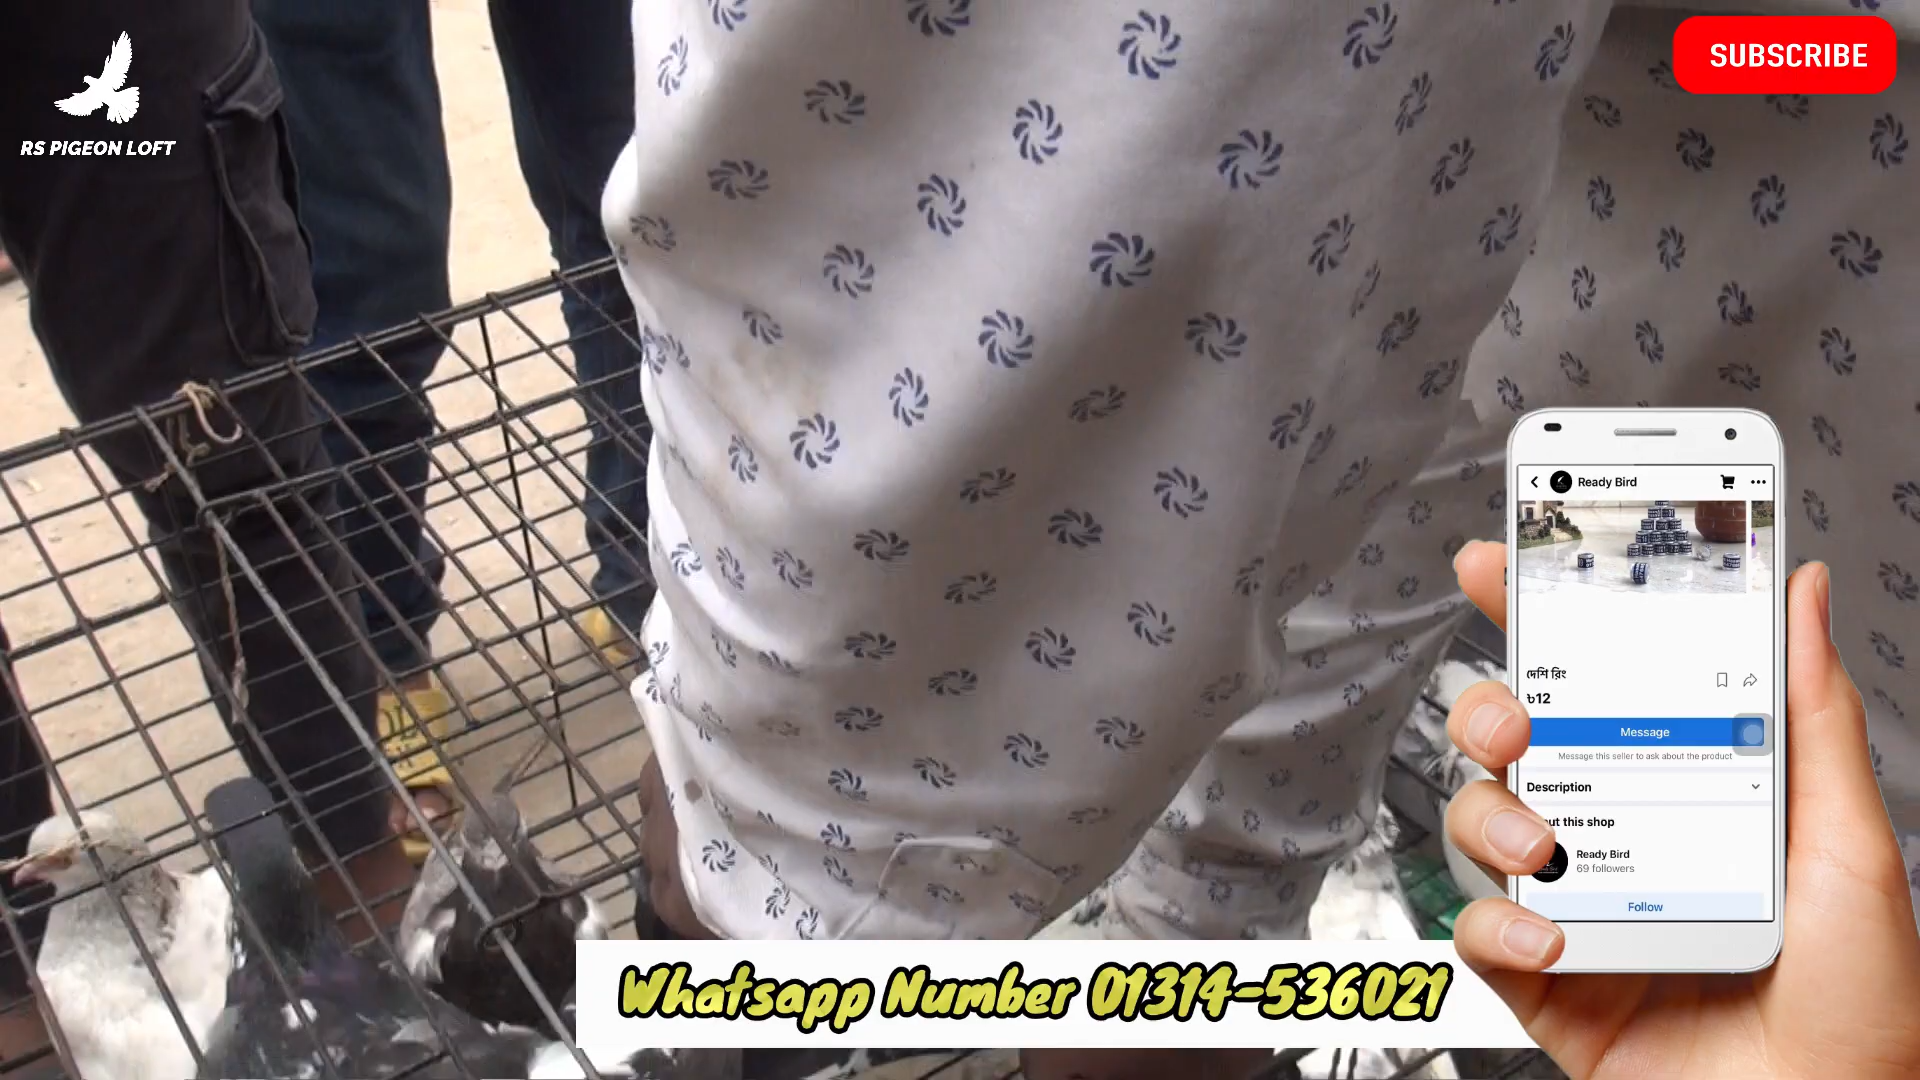 RS PIGEON LOFT
SUBSCRIBE
Ready Bird
দেশি রিং
৳12
Message
Message this seller to ask about the product
Description
ut this shop
Ready Bird
69 followers
Follow
Whatsapp Number 01314-536021